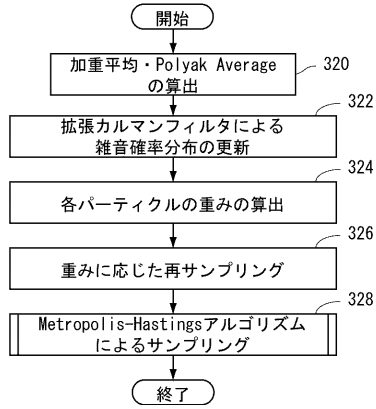 開始
加重平均・Polyak Average
の算出
320
拡張カルマンフィルタによる
雑音確率分布の更新
322
各パーティクルの重みの算出
324
重みに応じた再サンプリング
326
Metropolis-Hastingsアルゴリズム
によるサンプリング
328
終了